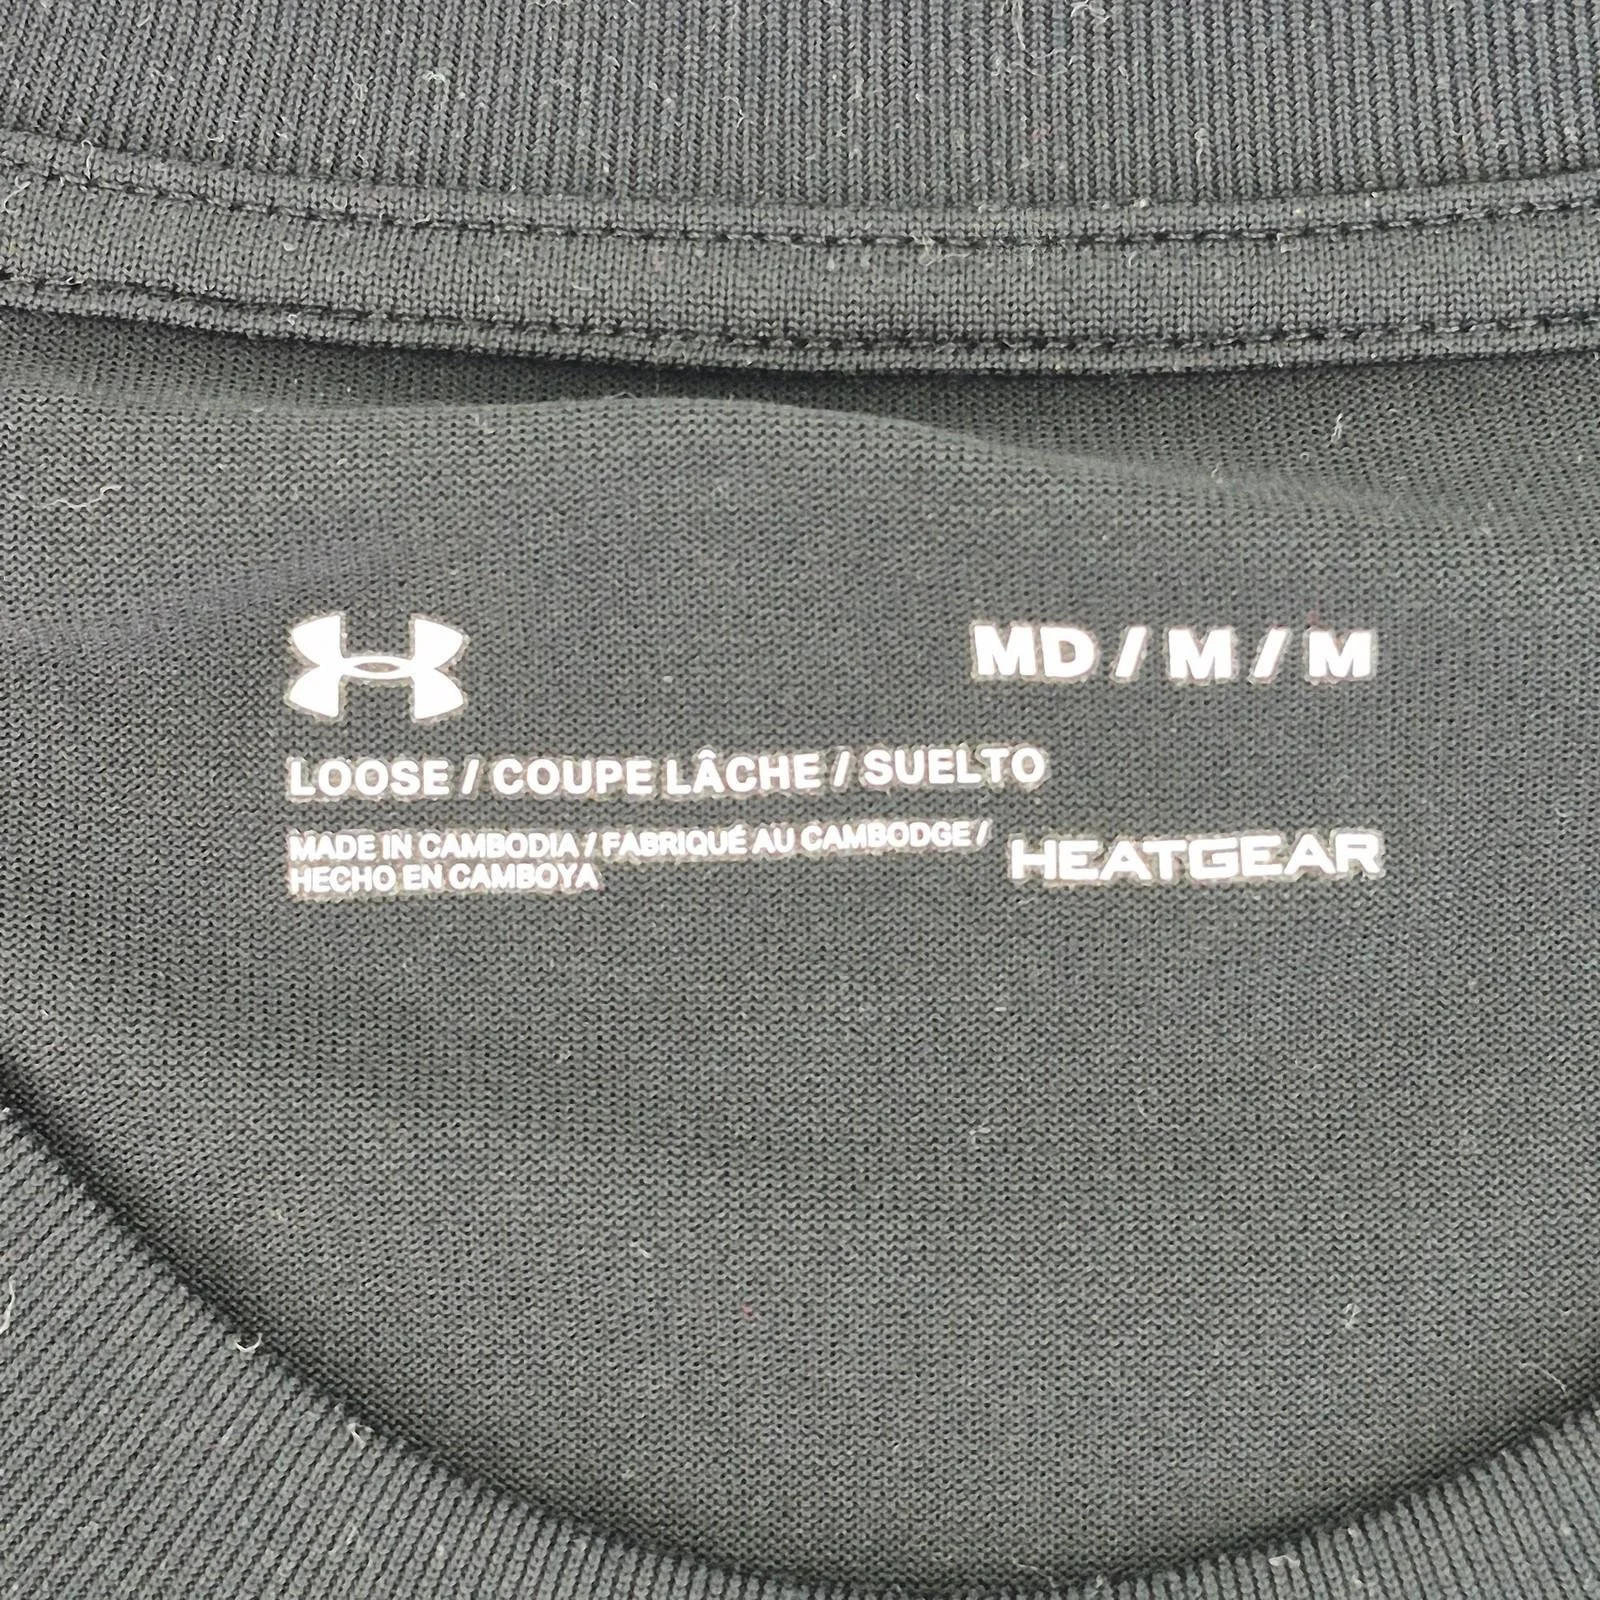 MD / M / M
LOOSE / COUPE LÂCHE / SUELTO
MADE IN CAMBODIA / FABRIQUÉ AU CAMBODGE /
HECHO EN CAMBOYA
HEATGEAR